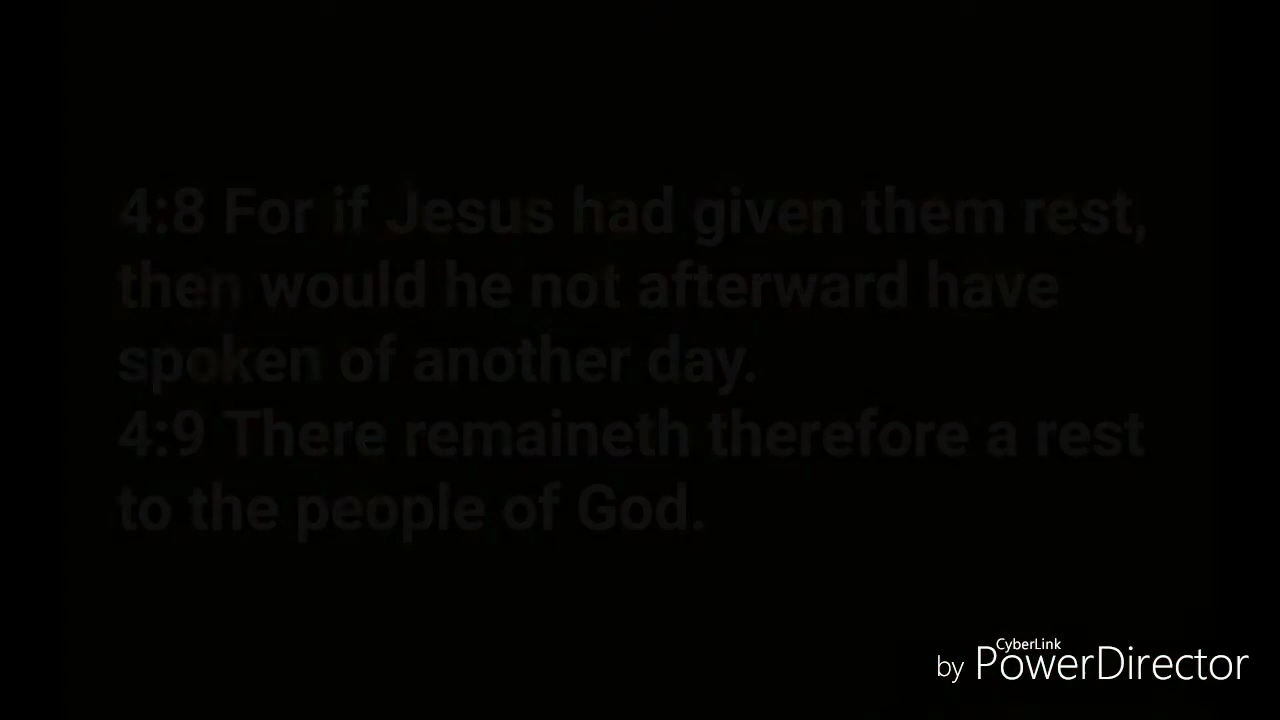 4:8 For if Jesus had given them rest,
then would he not afterward have
spoken of another day.
4:9 There remaineth therefore a rest
to the people of God.
CyberLink
by PowerDirector